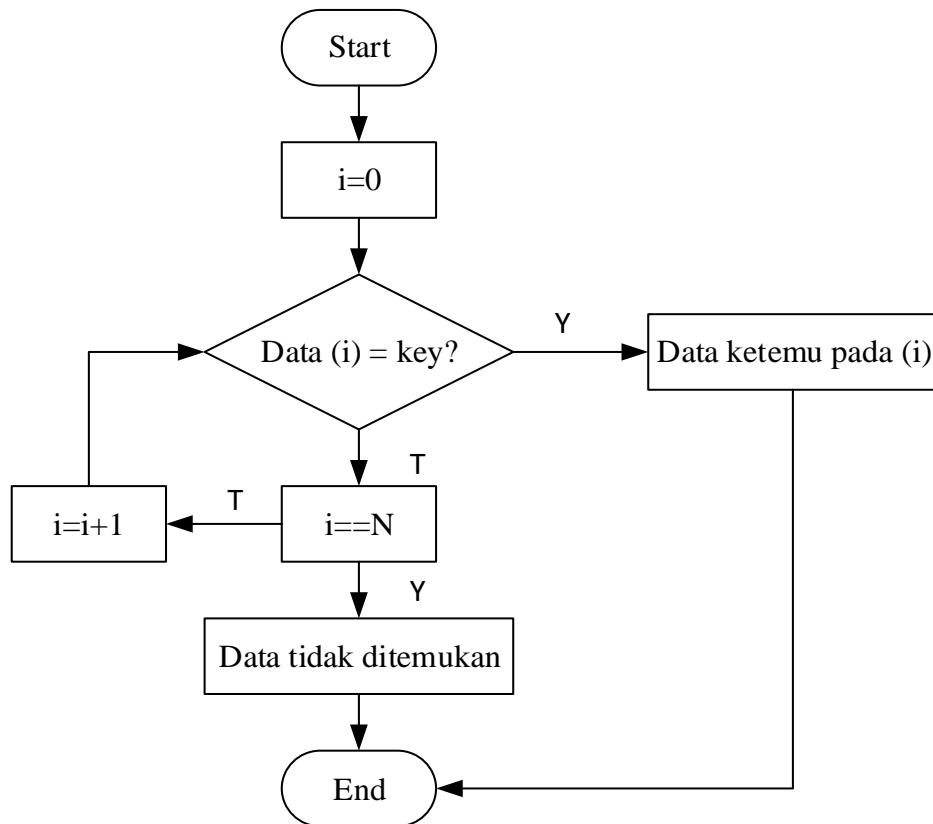 Start
i=0
Data (i) = key?
Y
Data ketemu pada (i)
T
i==N
T
i=i+1
Y
Data tidak ditemukan
End